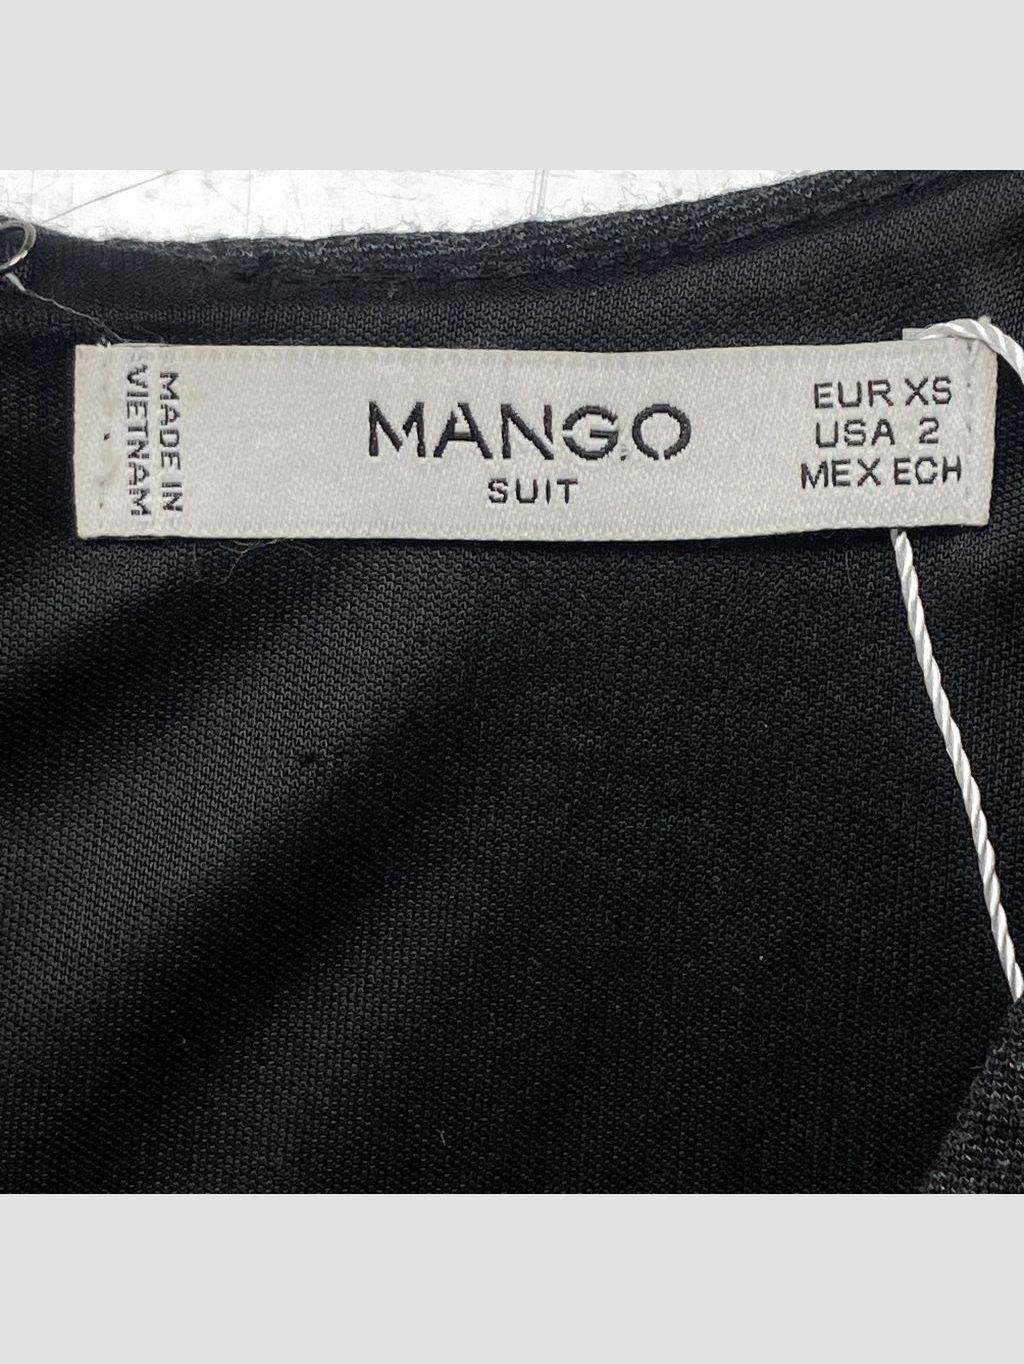 MADE IN
VIETNAM
MANGO
SUIT
EUR XS
USA 2
MEX ECH